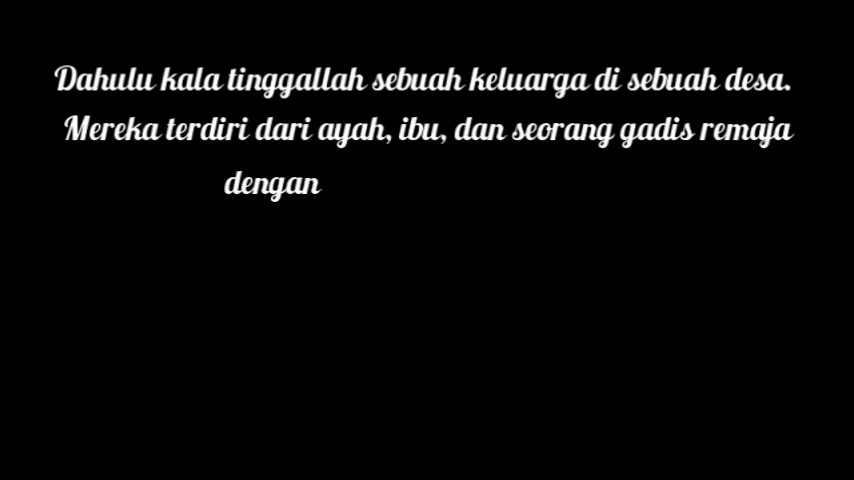 Dahulu kala tinggallah sebuah keluarga di sebuah desa.
Mereka terdiri dari ayah, ibu, dan seorang gadis remaja
dengan